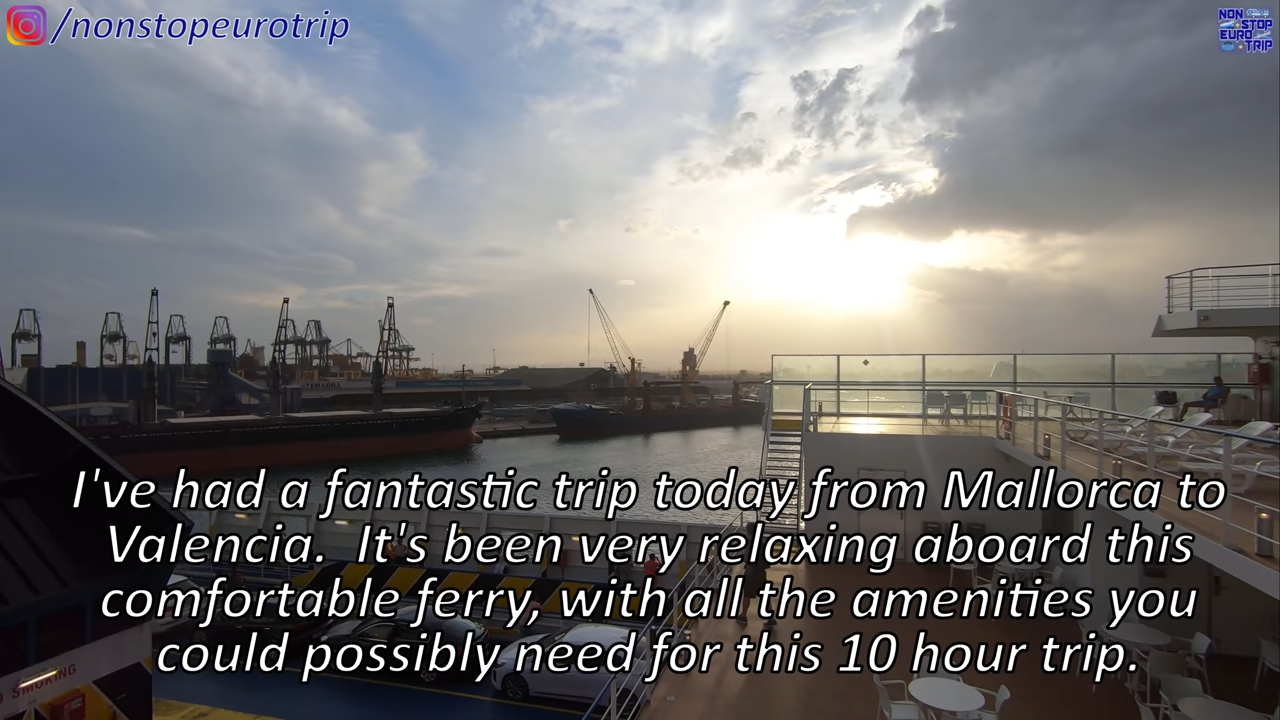 /nonstopeurotrip
NON
STOP
EURO
TRIP
I've had a fantastic trip today from Mallorca to
Valencia.  It's been very relaxing aboard this
comfortable ferry, with all the amenities you
could possibly need for this 10 hour trip.
SMOKING